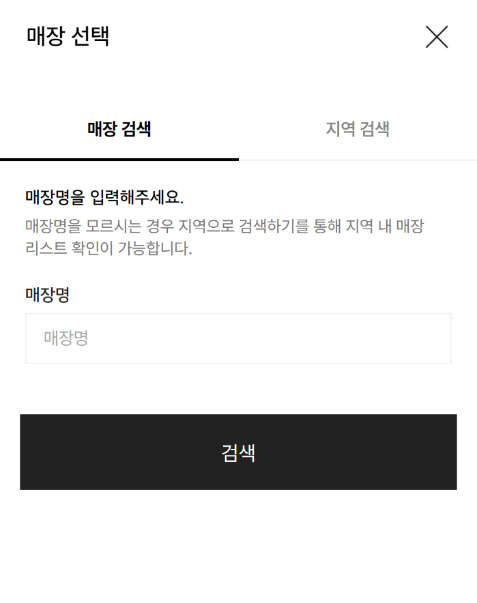 매장 선택
매장 검색
지역 검색
매장명을 입력해주세요.
매장명을 모르시는 경우 지역으로 검색하기를 통해 지역 내 매장
리스트 확인이 가능합니다.
매장명
매장명
검색